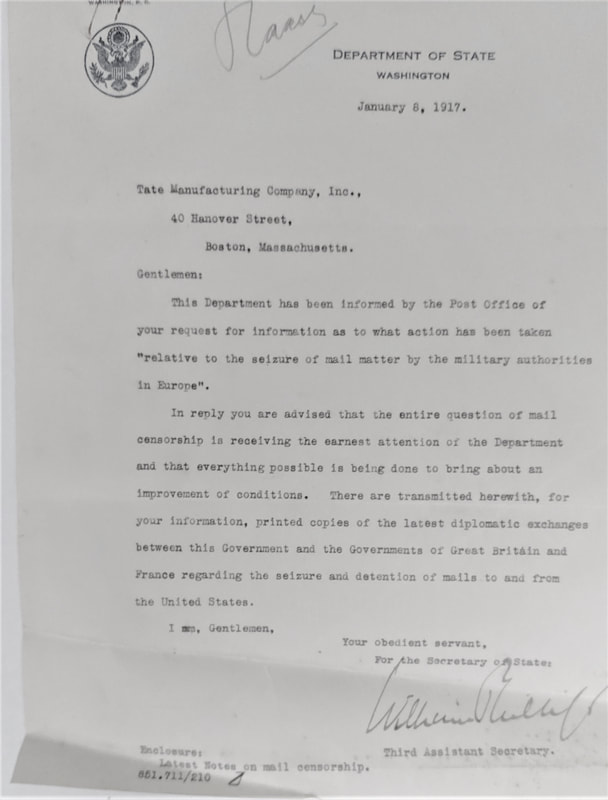 WASHINGTON, D. C.
DEPARTMENT OF STATE
WASHINGTON
January 8, 1917.
Tate Manufacturing Company, Inc.,
40 Hanover Street,
Boston, Massachusetts.
Gentlemen:
This Department has been informed by the Post Office of
your request for information as to what action has been taken
"relative to the seizure of mail matter by the military authorities
in Europe".
In reply you are advised that the entire question of mail
censorship is receiving the earnest attention of the Department
and that everything possible is being done to bring about an
improvement of conditions. There are transmitted herewith, for
your information, printed copies of the latest diplomatic exchanges
between this Government and the Governments of Great Britain and
France regarding the seizure and detention of mails to and from
the United States.
I am, Gentlemen,
Your obedient servant,
For the Secretary of State:
William Phillips
Third Assistant Secretary.
Enclosure:
Latest Notes on mail censorship.
861.711/210